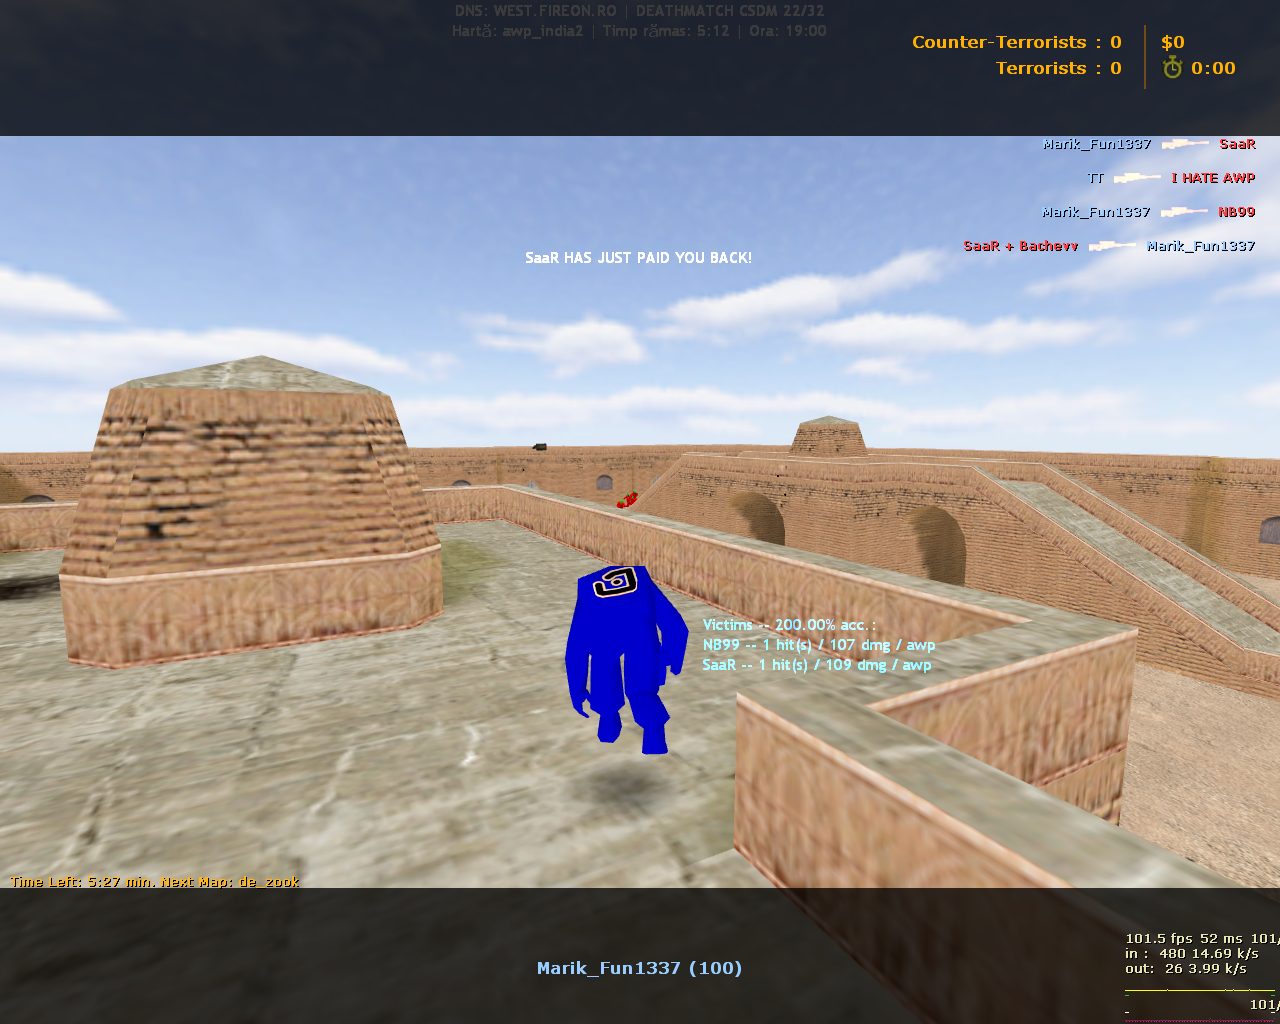 DNS: WEST.FIREON.RO | DEATHMATCH CSDM 22/32
Hartă: awp_india2 | Timp rămas: 5:12 | Ora: 19:00
Counter-Terrorists : 0 $0
Terrorists : 0 0:00
Marik_Fun1337 SaaR
TT I HATE AWP
Marik_Fun1337 NB99
SaaR + Bachevv Marik_Fun1337
SaaR HAS JUST PAID YOU BACK!
Victims -- 200.00% acc.:
NB99 -- 1 hit(s) / 107 dmg / awp
SaaR -- 1 hit(s) / 109 dmg / awp
Time Left: 5:27 min. Next Map: de_zook
Marik_Fun1337 (100)
101.5 fps 52 ms 101/
in : 480 14.69 k/s
out: 26 3.99 k/s
101/